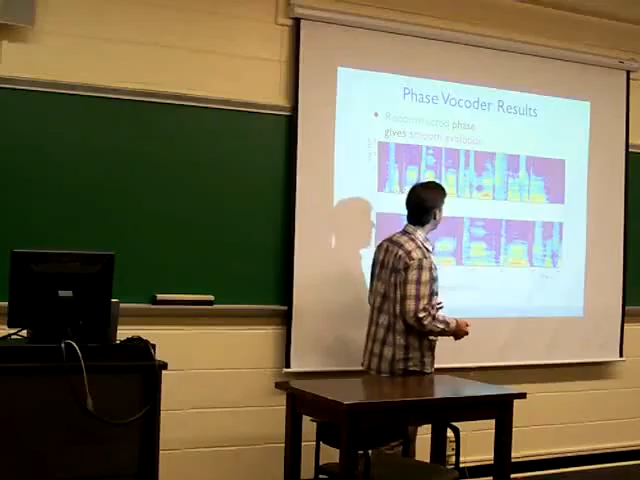 Phase Vocoder Results
• Reconstructed phase
gives smooth evolution